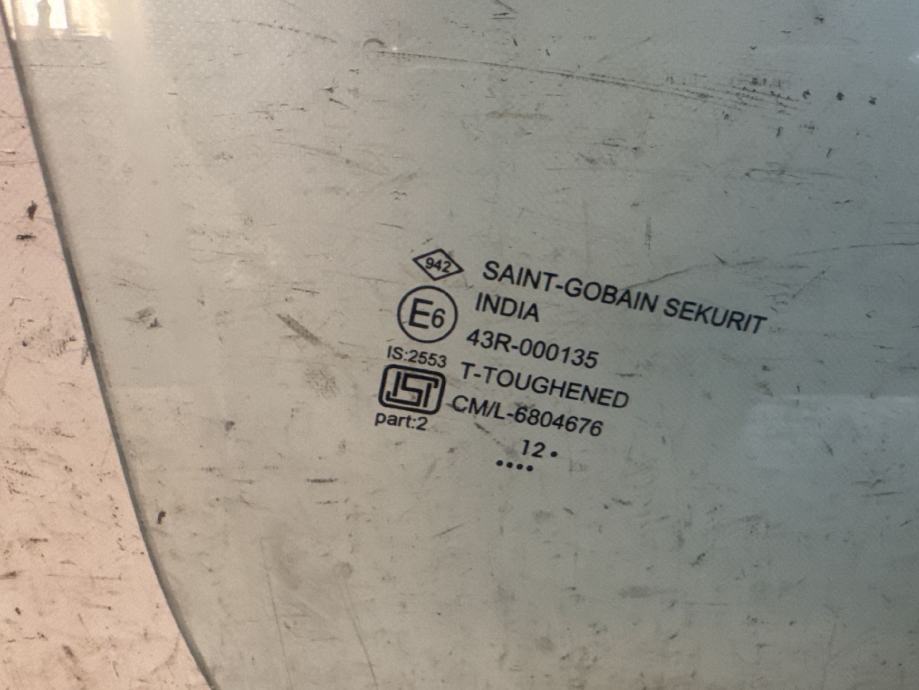 942 SAINT-GOBAIN SEKURIT
E6 INDIA
43R-000135
IS:2553 T-TOUGHENED
ISI CM/L-6804676
part:2
12•
••••